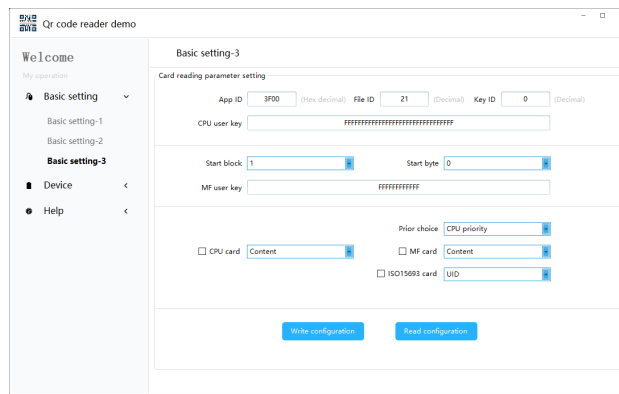 Qr code reader demo
Welcome
My operation
Basic setting
Basic setting-1
Basic setting-2
Basic setting-3
Device
Help
Basic setting-3
Card reading parameter setting
App ID 3F00 (Hex decimal) File ID 21 (Decimal) Key ID 0 (Decimal)
CPU user key FFFFFFFFFFFFFFFFFFFFFFFFFFFFFFFF
Start block 1 Start byte 0
MF user key FFFFFFFFFFFF
Prior choice CPU priority
CPU card Content MF card Content
ISO15693 card UID
Write configuration Read configuration